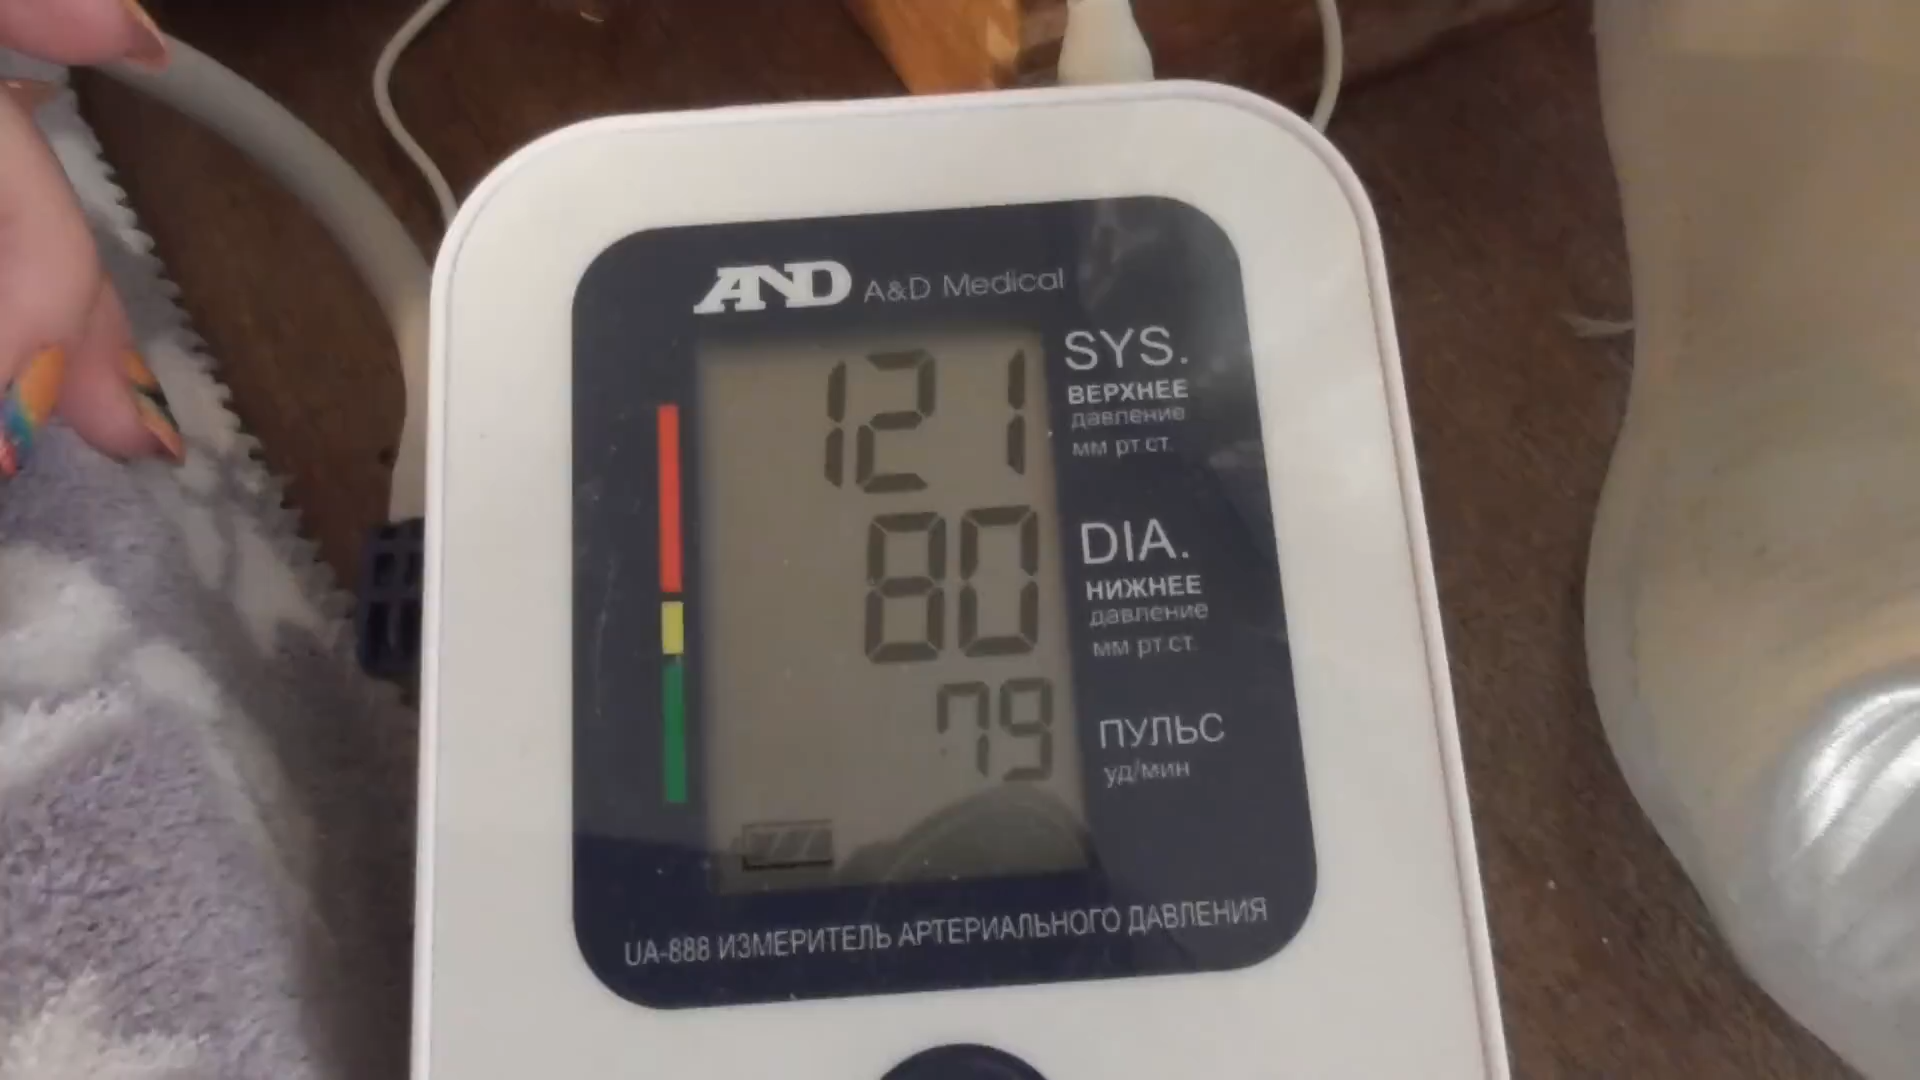 AND A&D Medical
121
SYS.
ВЕРХНЕЕ
давление
мм рт.ст.
80
DIA.
НИЖНЕЕ
давление
мм рт.ст.
79
ПУЛЬС
уд/мин
UA-888 ИЗМЕРИТЕЛЬ АРТЕРИАЛЬНОГО ДАВЛЕНИЯ